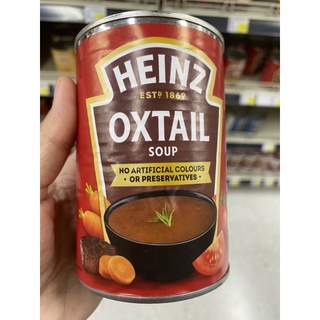 HEINZ
ESTD 1869
OXTAIL
SOUP
NO ARTIFICIAL COLOURS
• OR PRESERVATIVES •